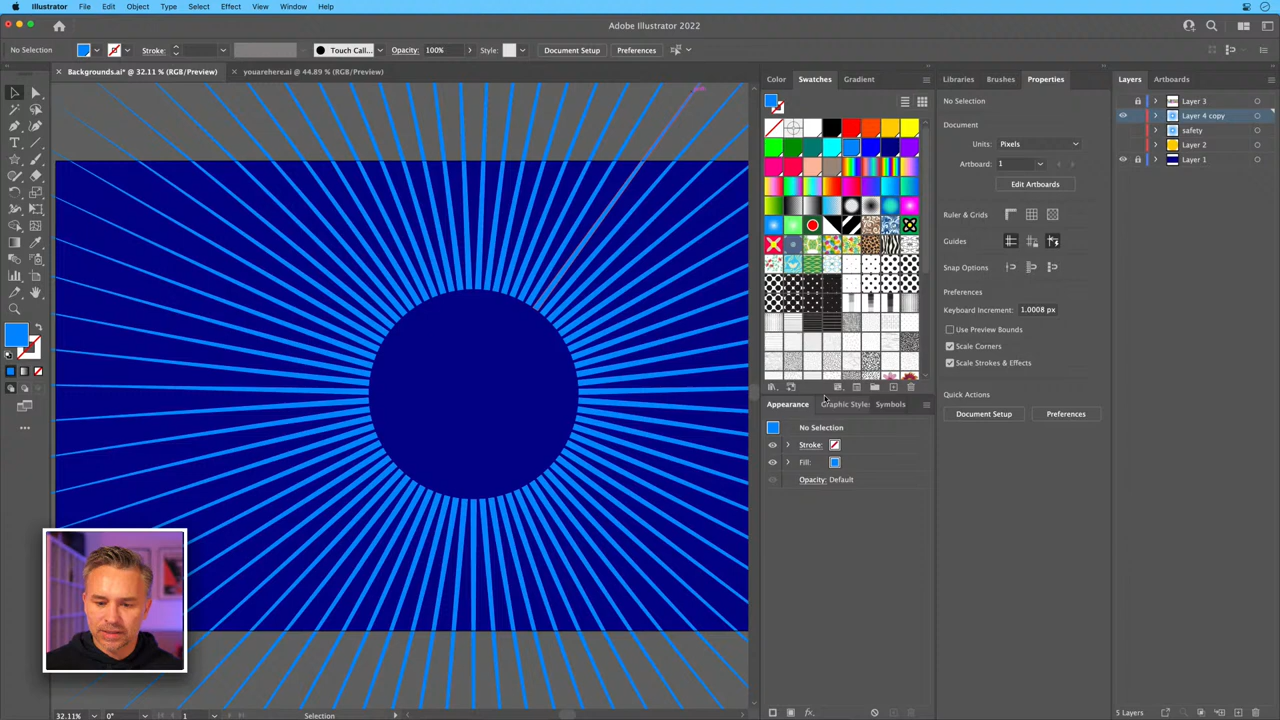 Illustrator File Edit Object Type Select Effect View Window Help
Adobe Illustrator 2022
No Selection Stroke: Touch Call... Opacity: 100% Style: Document Setup Preferences
× Backgrounds.ai* @ 32.11 % (RGB/Preview) × youarehere.ai @ 44.89 % (RGB/Preview)
Color Swatches Gradient
Libraries Brushes Properties
Layers Artboards
No Selection
Document
Units: Pixels
Artboard: 1
Edit Artboards
Ruler & Grids
Guides
Snap Options
Preferences
Keyboard Increment: 1.0008 px
Use Preview Bounds
Scale Corners
Scale Strokes & Effects
Quick Actions
Document Setup Preferences
Layer 3
Layer 4 copy
safety
Layer 2
Layer 1
Appearance Graphic Styles Symbols
No Selection
Stroke:
Fill:
Opacity: Default
fx
32.11% 0° 1 Selection
5 Layers